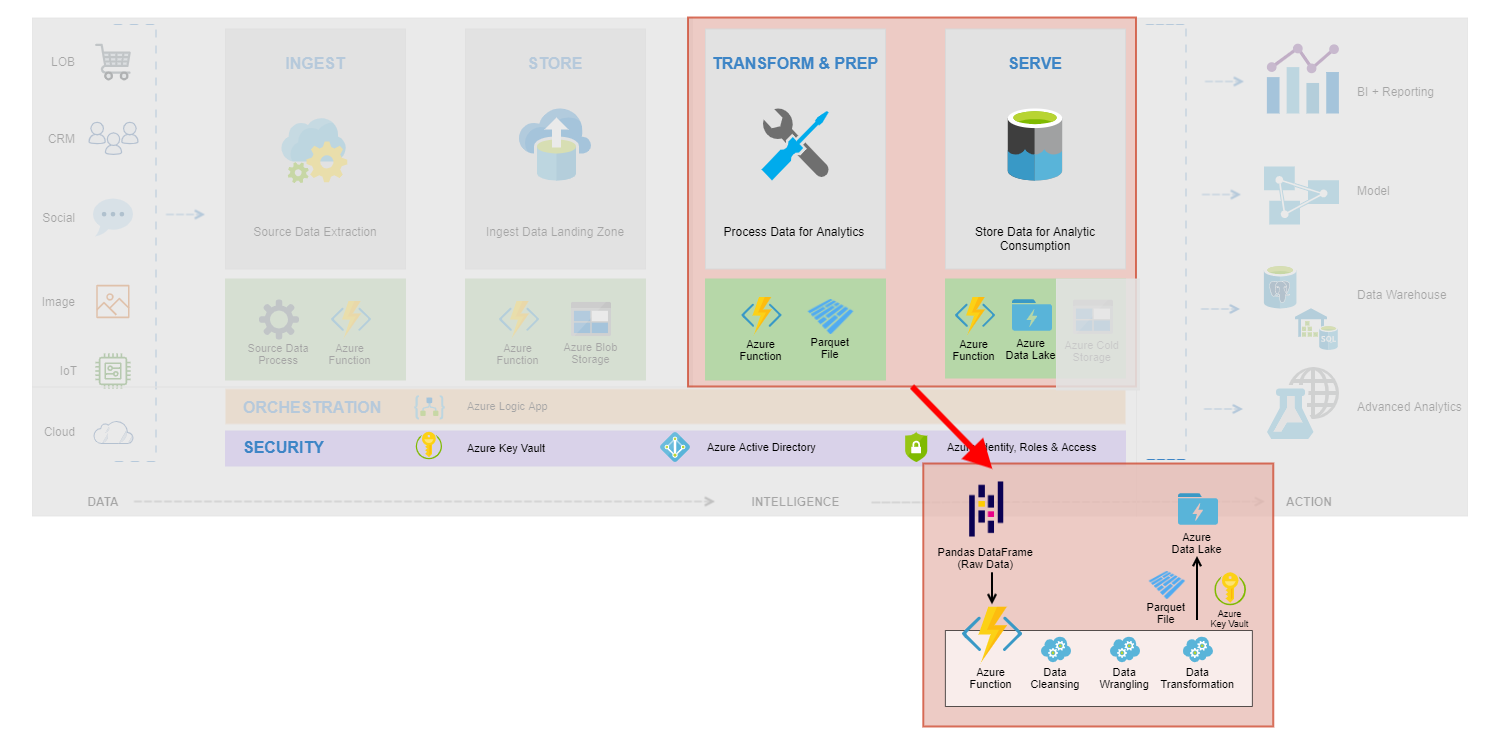 LOB
CRM
Social
Image
IoT
Cloud
INGEST
Source Data Extraction
Source Data
Process
Azure
Function
STORE
Ingest Data Landing Zone
Azure
Function
Azure Blob
Storage
TRANSFORM & PREP
Process Data for Analytics
Azure
Function
Parquet
File
SERVE
Store Data for Analytic
Consumption
Azure
Function
Azure
Data Lake
Azure Cold
Storage
ORCHESTRATION
Azure Logic App
SECURITY
Azure Key Vault
Azure Active Directory
Azure Identity, Roles & Access
BI + Reporting
Model
SQL
Data Warehouse
Advanced Analytics
DATA
INTELLIGENCE
ACTION
Pandas DataFrame
(Raw Data)
Azure
Data Lake
Parquet
File
Azure
Key Vault
Azure
Function
Data
Cleansing
Data
Wrangling
Data
Transformation